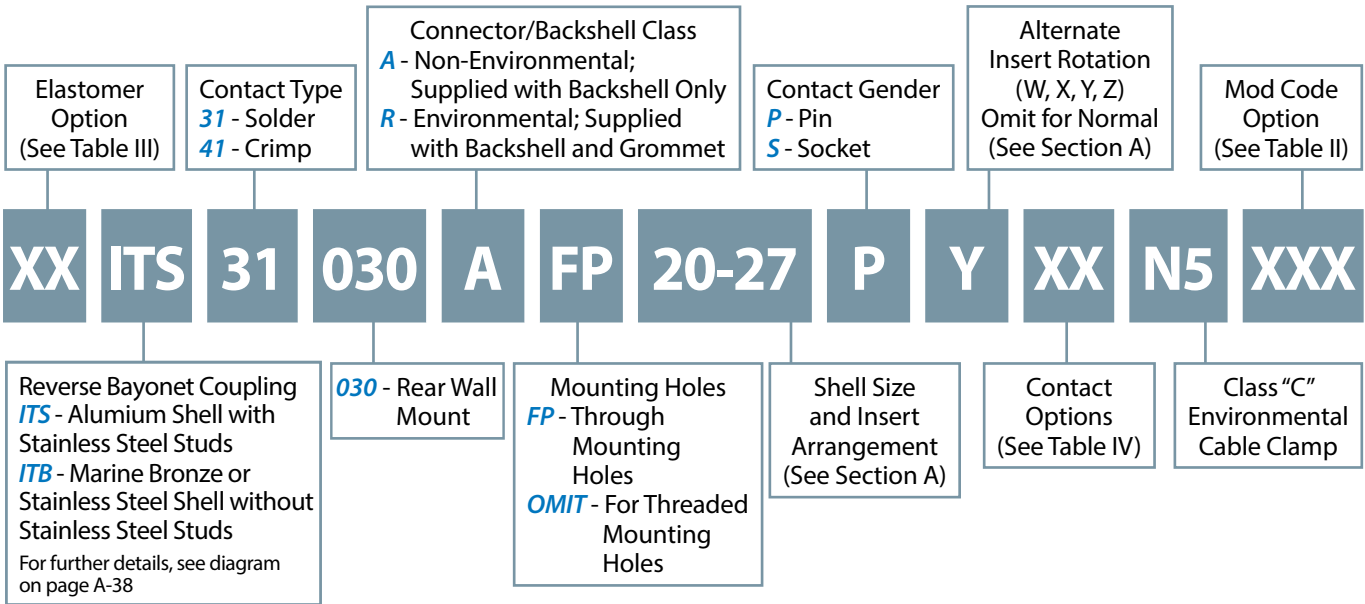 Elastomer
Option
(See Table III)
Contact Type
31 - Solder
41 - Crimp
Connector/Backshell Class
A - Non-Environmental;
Supplied with Backshell Only
R - Environmental; Supplied
with Backshell and Grommet
Contact Gender
P - Pin
S - Socket
Alternate
Insert Rotation
(W, X, Y, Z)
Omit for Normal
(See Section A)
Mod Code
Option
(See Table II)
XX ITS 31 030 A FP 20-27 P Y XX N5 XXX
Reverse Bayonet Coupling
ITS - Alumium Shell with
Stainless Steel Studs
ITB - Marine Bronze or
Stainless Steel Shell without
Stainless Steel Studs
For further details, see diagram
on page A-38
030 - Rear Wall
Mount
Mounting Holes
FP - Through
Mounting
Holes
OMIT - For Threaded
Mounting
Holes
Shell Size
and Insert
Arrangement
(See Section A)
Contact
Options
(See Table IV)
Class "C"
Environmental
Cable Clamp